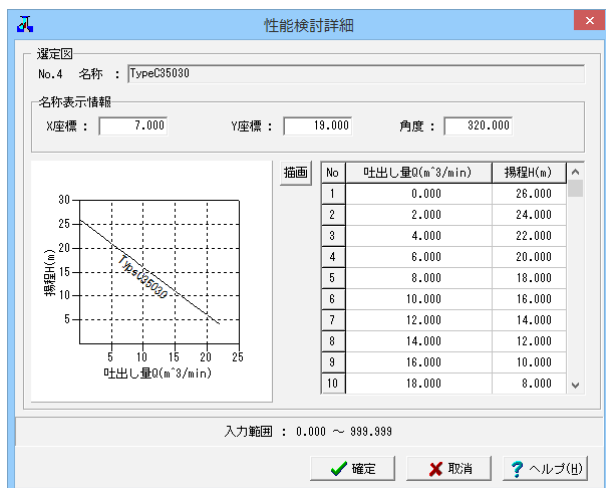 性能検討詳細
選定図
No.4 名称 : TypeC35030
名称表示情報
X座標 : 7.000 Y座標 : 19.000 角度 : 320.000
描画
No 吐出し量Q(m^3/min) 揚程H(m)
1 0.000 26.000
2 2.000 24.000
3 4.000 22.000
4 6.000 20.000
5 8.000 18.000
6 10.000 16.000
7 12.000 14.000
8 14.000 12.000
9 16.000 10.000
10 18.000 8.000
30
25
20
15
10
5
揚程H(m)
TypeC35030
5 10 15 20 25
吐出し量Q(m^3/min)
入力範囲 : 0.000 ～ 999.999
確定 取消 ? ヘルプ(H)